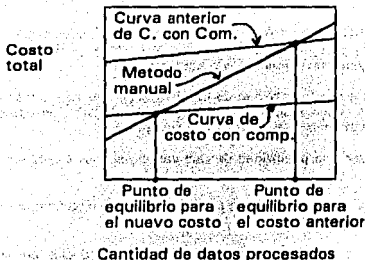 Curva anterior
de C. con Com.
Costo
total
Metodo
manual
Curva de
costo con comp.
Punto de
equilibrio para
el nuevo costo
Punto de
equilibrio para
el costo anterior
Cantidad de datos procesados